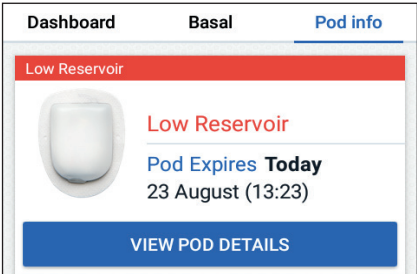 Dashboard Basal Pod info
Low Reservoir
Low Reservoir
Pod Expires Today
23 August (13:23)
VIEW POD DETAILS